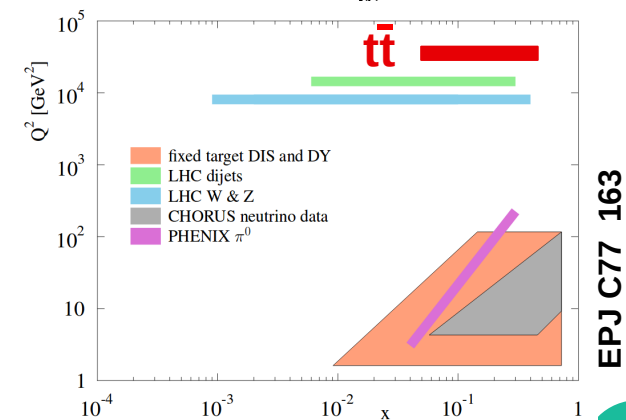 10^5
10^4
10^3
10^2
10
1
Q^2 [GeV^2]
tt̄
fixed target DIS and DY
LHC dijets
LHC W & Z
CHORUS neutrino data
PHENIX π^0
10^-4
10^-3
10^-2
10^-1
1
x
EPJ C77 163